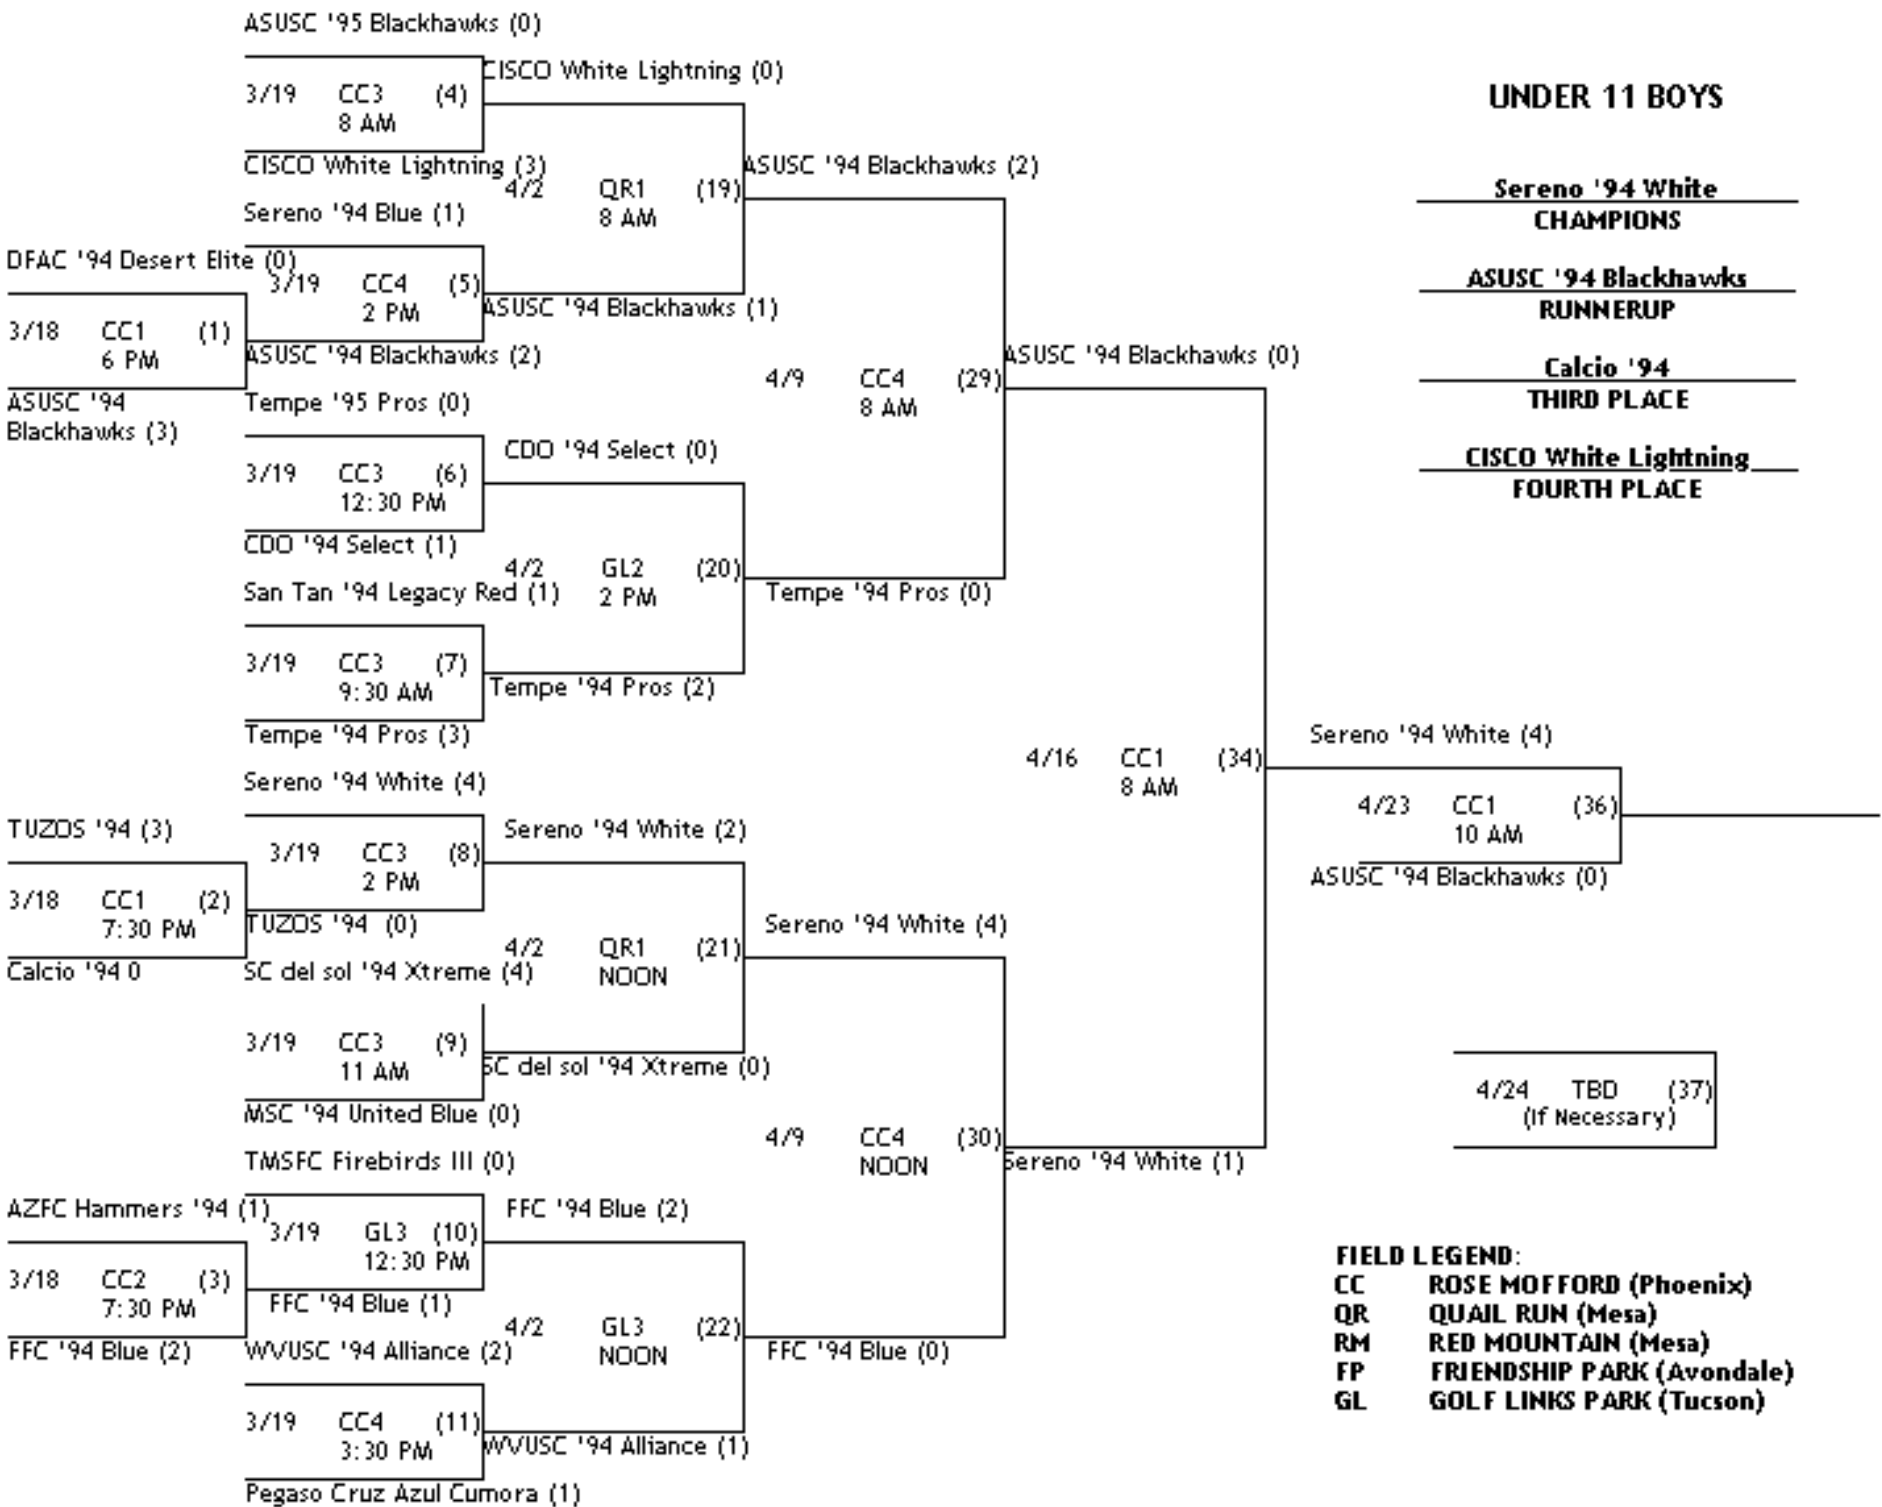 ASUSC '95 Blackhawks (0)
3/19 CC3 (4)
8 AM
CISCO White Lightning (3)
CISCO White Lightning (0)
4/2 QR1 (19)
8 AM
Sereno '94 Blue (1)
DFAC '94 Desert Elite (0)
3/18 CC1 (1)
6 PM
ASUSC '94
Blackhawks (3)
3/19 CC4 (5)
2 PM
ASUSC '94 Blackhawks (2)
ASUSC '94 Blackhawks (1)
ASUSC '94 Blackhawks (2)
4/9 CC4 (29)
8 AM
Tempe '95 Pros (0)
3/19 CC3 (6)
12:30 PM
CDO '94 Select (1)
CDO '94 Select (0)
4/2 GL2 (20)
2 PM
San Tan '94 Legacy Red (1)
3/19 CC3 (7)
9:30 AM
Tempe '94 Pros (3)
Tempe '94 Pros (2)
Tempe '94 Pros (0)
ASUSC '94 Blackhawks (0)
4/16 CC1 (34)
8 AM
Sereno '94 White (4)
TUZOS '94 (3)
3/18 CC1 (2)
7:30 PM
Calcio '94 0
3/19 CC3 (8)
2 PM
TUZOS '94 (0)
Sereno '94 White (2)
4/2 QR1 (21)
NOON
SC del sol '94 Xtreme (4)
3/19 CC3 (9)
11 AM
MSC '94 United Blue (0)
SC del sol '94 Xtreme (0)
Sereno '94 White (4)
4/9 CC4 (30)
NOON
TMSFC Firebirds III (0)
AZFC Hammers '94 (1)
3/18 CC2 (3)
7:30 PM
FFC '94 Blue (2)
3/19 GL3 (10)
12:30 PM
FFC '94 Blue (1)
FFC '94 Blue (2)
4/2 GL3 (22)
NOON
WVUSC '94 Alliance (2)
3/19 CC4 (11)
3:30 PM
Pegaso Cruz Azul Cumora (1)
WVUSC '94 Alliance (1)
FFC '94 Blue (0)
Sereno '94 White (1)
Sereno '94 White (4)
4/23 CC1 (36)
10 AM
ASUSC '94 Blackhawks (0)
4/24 TBD (37)
(If Necessary)
UNDER 11 BOYS
Sereno '94 White
CHAMPIONS
ASUSC '94 Blackhawks
RUNNERUP
Calcio '94
THIRD PLACE
CISCO White Lightning
FOURTH PLACE
FIELD LEGEND:
CC ROSE MOFFORD (Phoenix)
QR QUAIL RUN (Mesa)
RM RED MOUNTAIN (Mesa)
FP FRIENDSHIP PARK (Avondale)
GL GOLF LINKS PARK (Tucson)